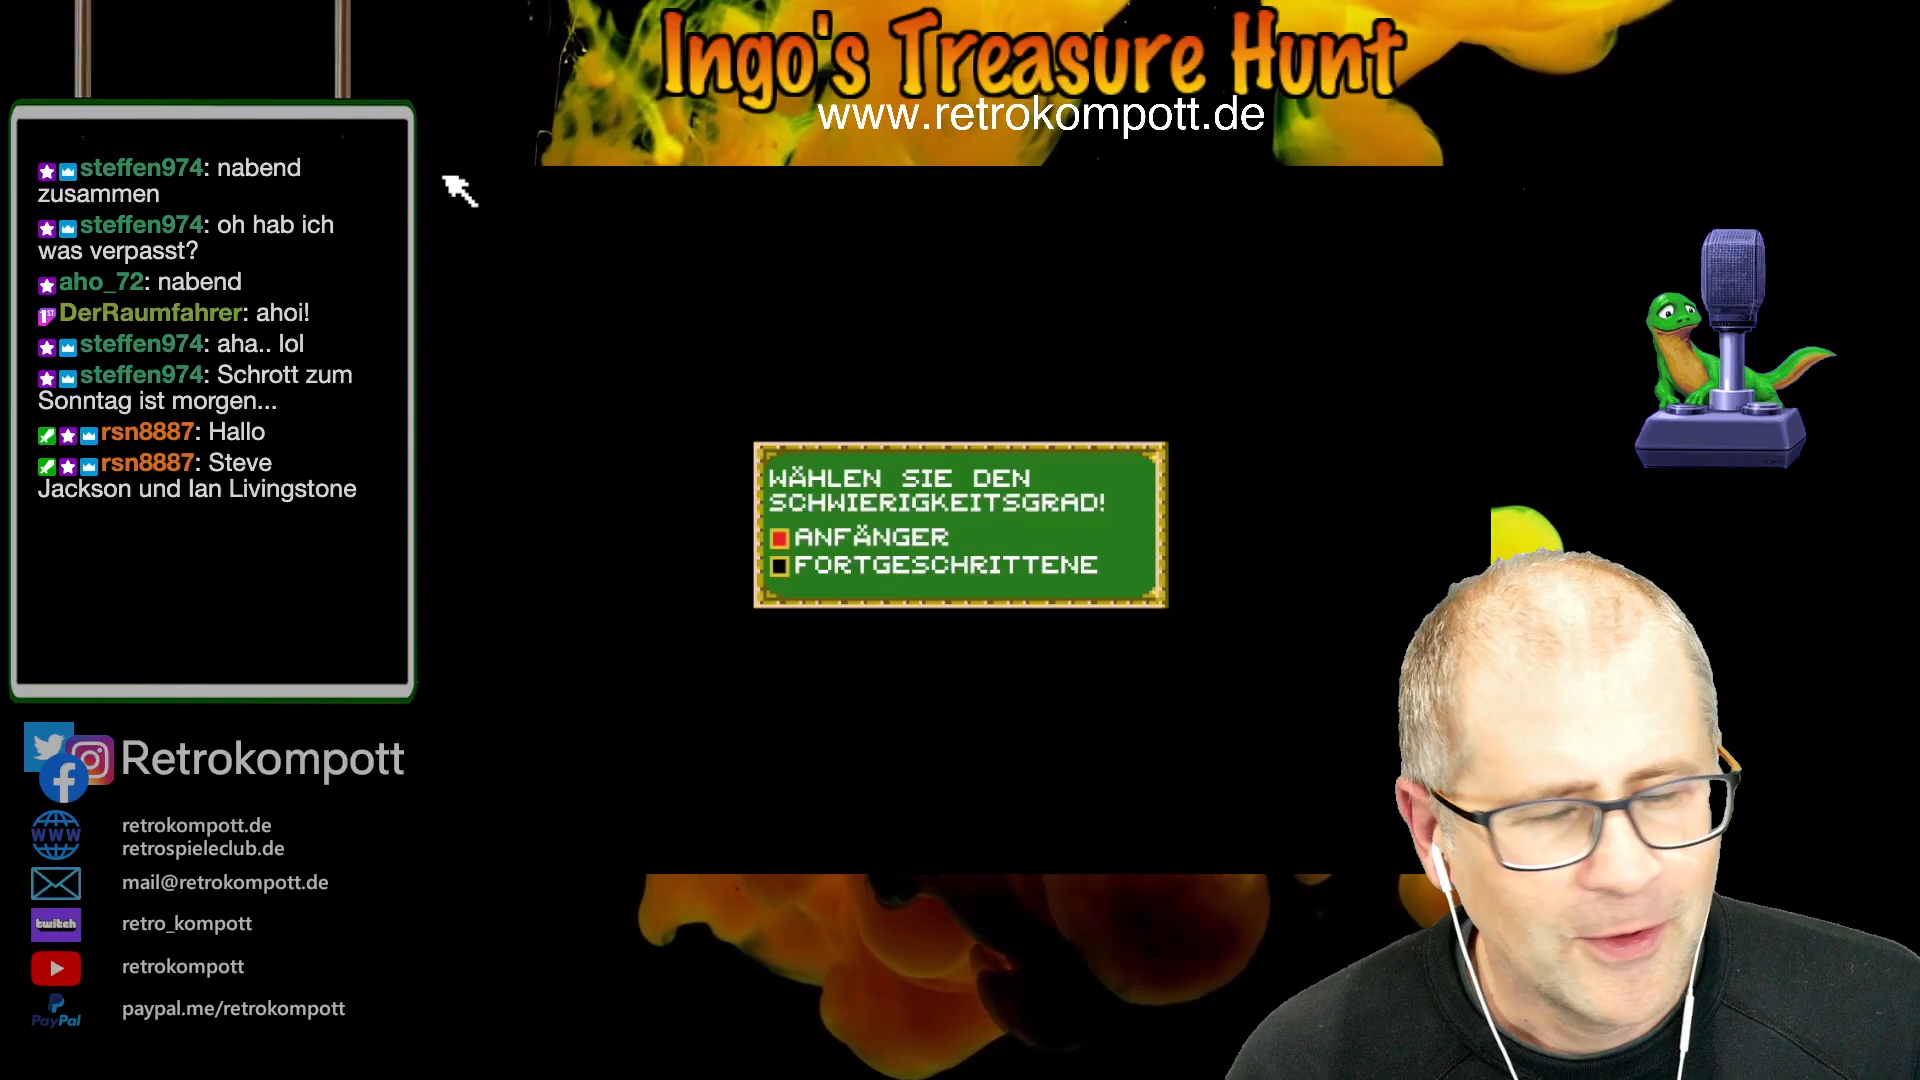 Ingo's Treasure Hunt
www.retrokompott.de
steffen974: nabend
zusammen
steffen974: oh hab ich
was verpasst?
aho_72: nabend
1ST DerRaumfahrer: ahoi!
steffen974: aha.. lol
steffen974: Schrott zum
Sonntag ist morgen...
rsn8887: Hallo
rsn8887: Steve
Jackson und Ian Livingstone
WÄHLEN SIE DEN
SCHWIERIGKEITSGRAD!
ANFÄNGER
FORTGESCHRITTENE
Retrokompott
WWW
retrokompott.de
retrospieleclub.de
mail@retrokompott.de
twitch
retro_kompott
retrokompott
PayPal
paypal.me/retrokompott